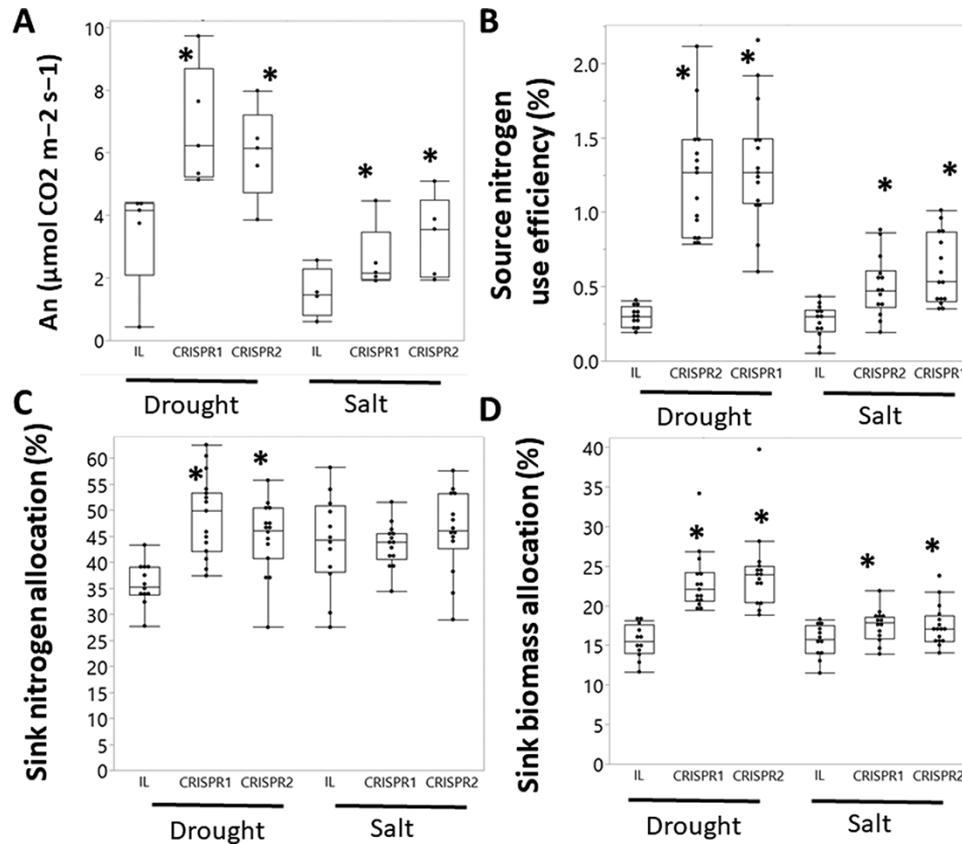 A
An (µmol CO2 m−2 s−1)
10
8
6
4
2
0
*
*
*
*
IL
CRISPR1
CRISPR2
IL
CRISPR1
CRISPR2
Drought
Salt
B
Source nitrogen
use efficiency (%)
2.0
1.5
1.0
0.5
0.0
*
*
*
*
IL
CRISPR2
CRISPR1
IL
CRISPR2
CRISPR1
Drought
Salt
C
Sink nitrogen allocation (%)
60
55
50
45
40
35
30
25
20
15
10
5
0
*
*
IL
CRISPR1
CRISPR2
IL
CRISPR1
CRISPR2
Drought
Salt
D
Sink biomass allocation (%)
40
35
30
25
20
15
10
5
0
*
*
*
*
IL
CRISPR1
CRISPR2
IL
CRISPR1
CRISPR2
Drought
Salt